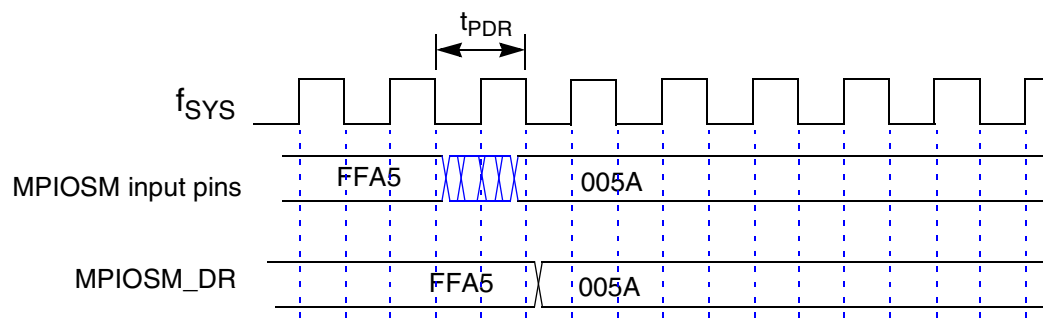 tPDR
fSYS
MPIOSM input pins
FFA5
005A
MPIOSM_DR
FFA5
005A